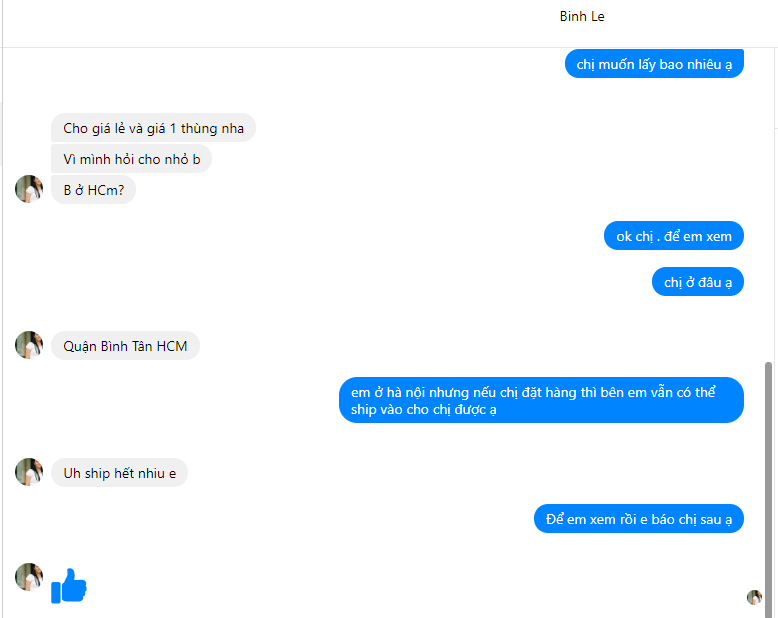 Binh Le
chị muốn lấy bao nhiêu ạ
Cho giá lẻ và giá 1 thùng nha
Vì mình hỏi cho nhỏ b
B ở HCm?
ok chị . để em xem
chị ở đâu ạ
Quận Bình Tân HCM
em ở hà nội nhưng nếu chị đặt hàng thì bên em vẫn có thể
ship vào cho chị được ạ
Uh ship hết nhiu e
Để em xem rồi e báo chị sau ạ